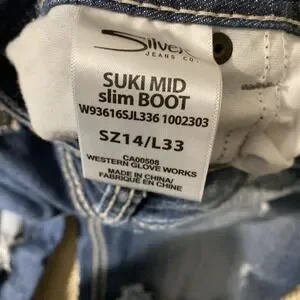 Silver
JEANS CO.
SUKI MID
slim BOOT
W93616SJL336 1002303
SZ14/L33
CA00508
WESTERN GLOVE WORKS
MADE IN CHINA/
FABRIQUÉ EN CHINE